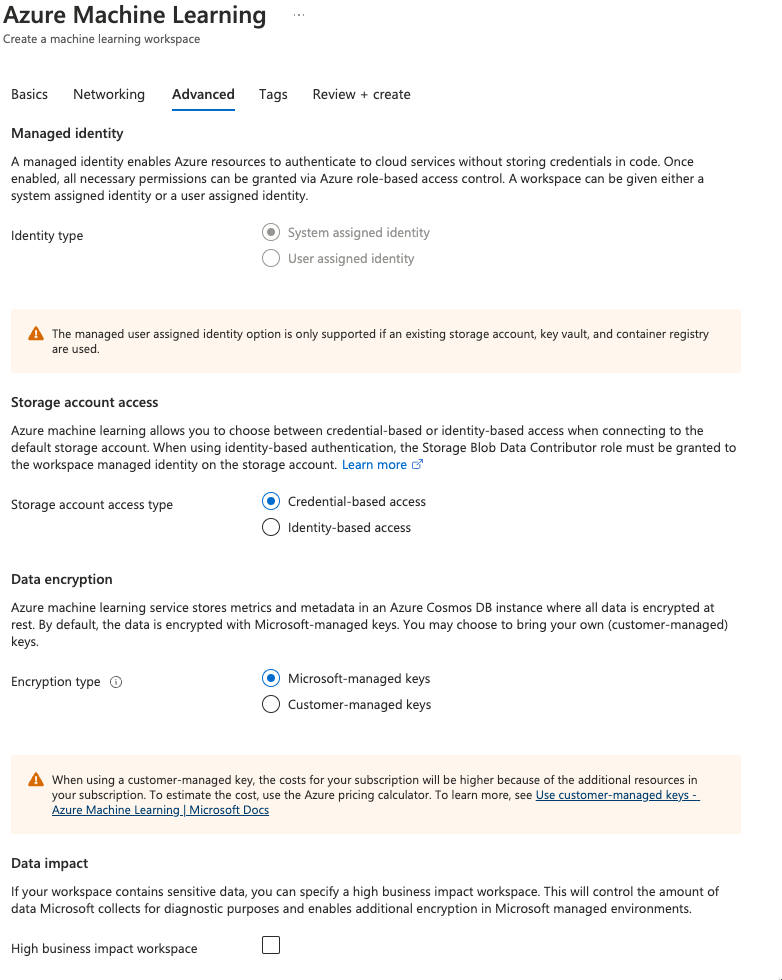 Azure Machine Learning ...
Create a machine learning workspace
Basics Networking Advanced Tags Review + create
Managed identity
A managed identity enables Azure resources to authenticate to cloud services without storing credentials in code. Once
enabled, all necessary permissions can be granted via Azure role-based access control. A workspace can be given either a
system assigned identity or a user assigned identity.
Identity type
System assigned identity
User assigned identity
The managed user assigned identity option is only supported if an existing storage account, key vault, and container registry
are used.
Storage account access
Azure machine learning allows you to choose between credential-based or identity-based access when connecting to the
default storage account. When using identity-based authentication, the Storage Blob Data Contributor role must be granted to
the workspace managed identity on the storage account. Learn more
Storage account access type
Credential-based access
Identity-based access
Data encryption
Azure machine learning service stores metrics and metadata in an Azure Cosmos DB instance where all data is encrypted at
rest. By default, the data is encrypted with Microsoft-managed keys. You may choose to bring your own (customer-managed)
keys.
Encryption type
Microsoft-managed keys
Customer-managed keys
When using a customer-managed key, the costs for your subscription will be higher because of the additional resources in
your subscription. To estimate the cost, use the Azure pricing calculator. To learn more, see Use customer-managed keys -
Azure Machine Learning | Microsoft Docs
Data impact
If your workspace contains sensitive data, you can specify a high business impact workspace. This will control the amount of
data Microsoft collects for diagnostic purposes and enables additional encryption in Microsoft managed environments.
High business impact workspace